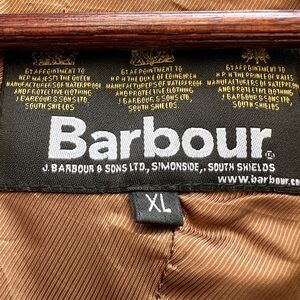 BY APPOINTMENT TO
HER MAJESTY THE QUEEN
MANUFACTURERS OF WATERPROOF
AND PROTECTIVE CLOTHING
J BARBOUR & SONS LTD,
SOUTH SHIELDS
BY APPOINTMENT TO
H R H THE DUKE OF EDINBURGH
MANUFACTURERS OF WATERPROOF
AND PROTECTIVE CLOTHING
J BARBOUR & SONS LTD,
SOUTH SHIELDS
BY APPOINTMENT TO
H R H THE PRINCE OF WALES
MANUFACTURERS OF WATERPROOF
AND PROTECTIVE CLOTHING
J BARBOUR & SONS LTD,
SOUTH SHIELDS
Barbour®
J. BARBOUR & SONS LTD, SIMONSIDE, SOUTH SHIELDS
www.barbour.co
XL